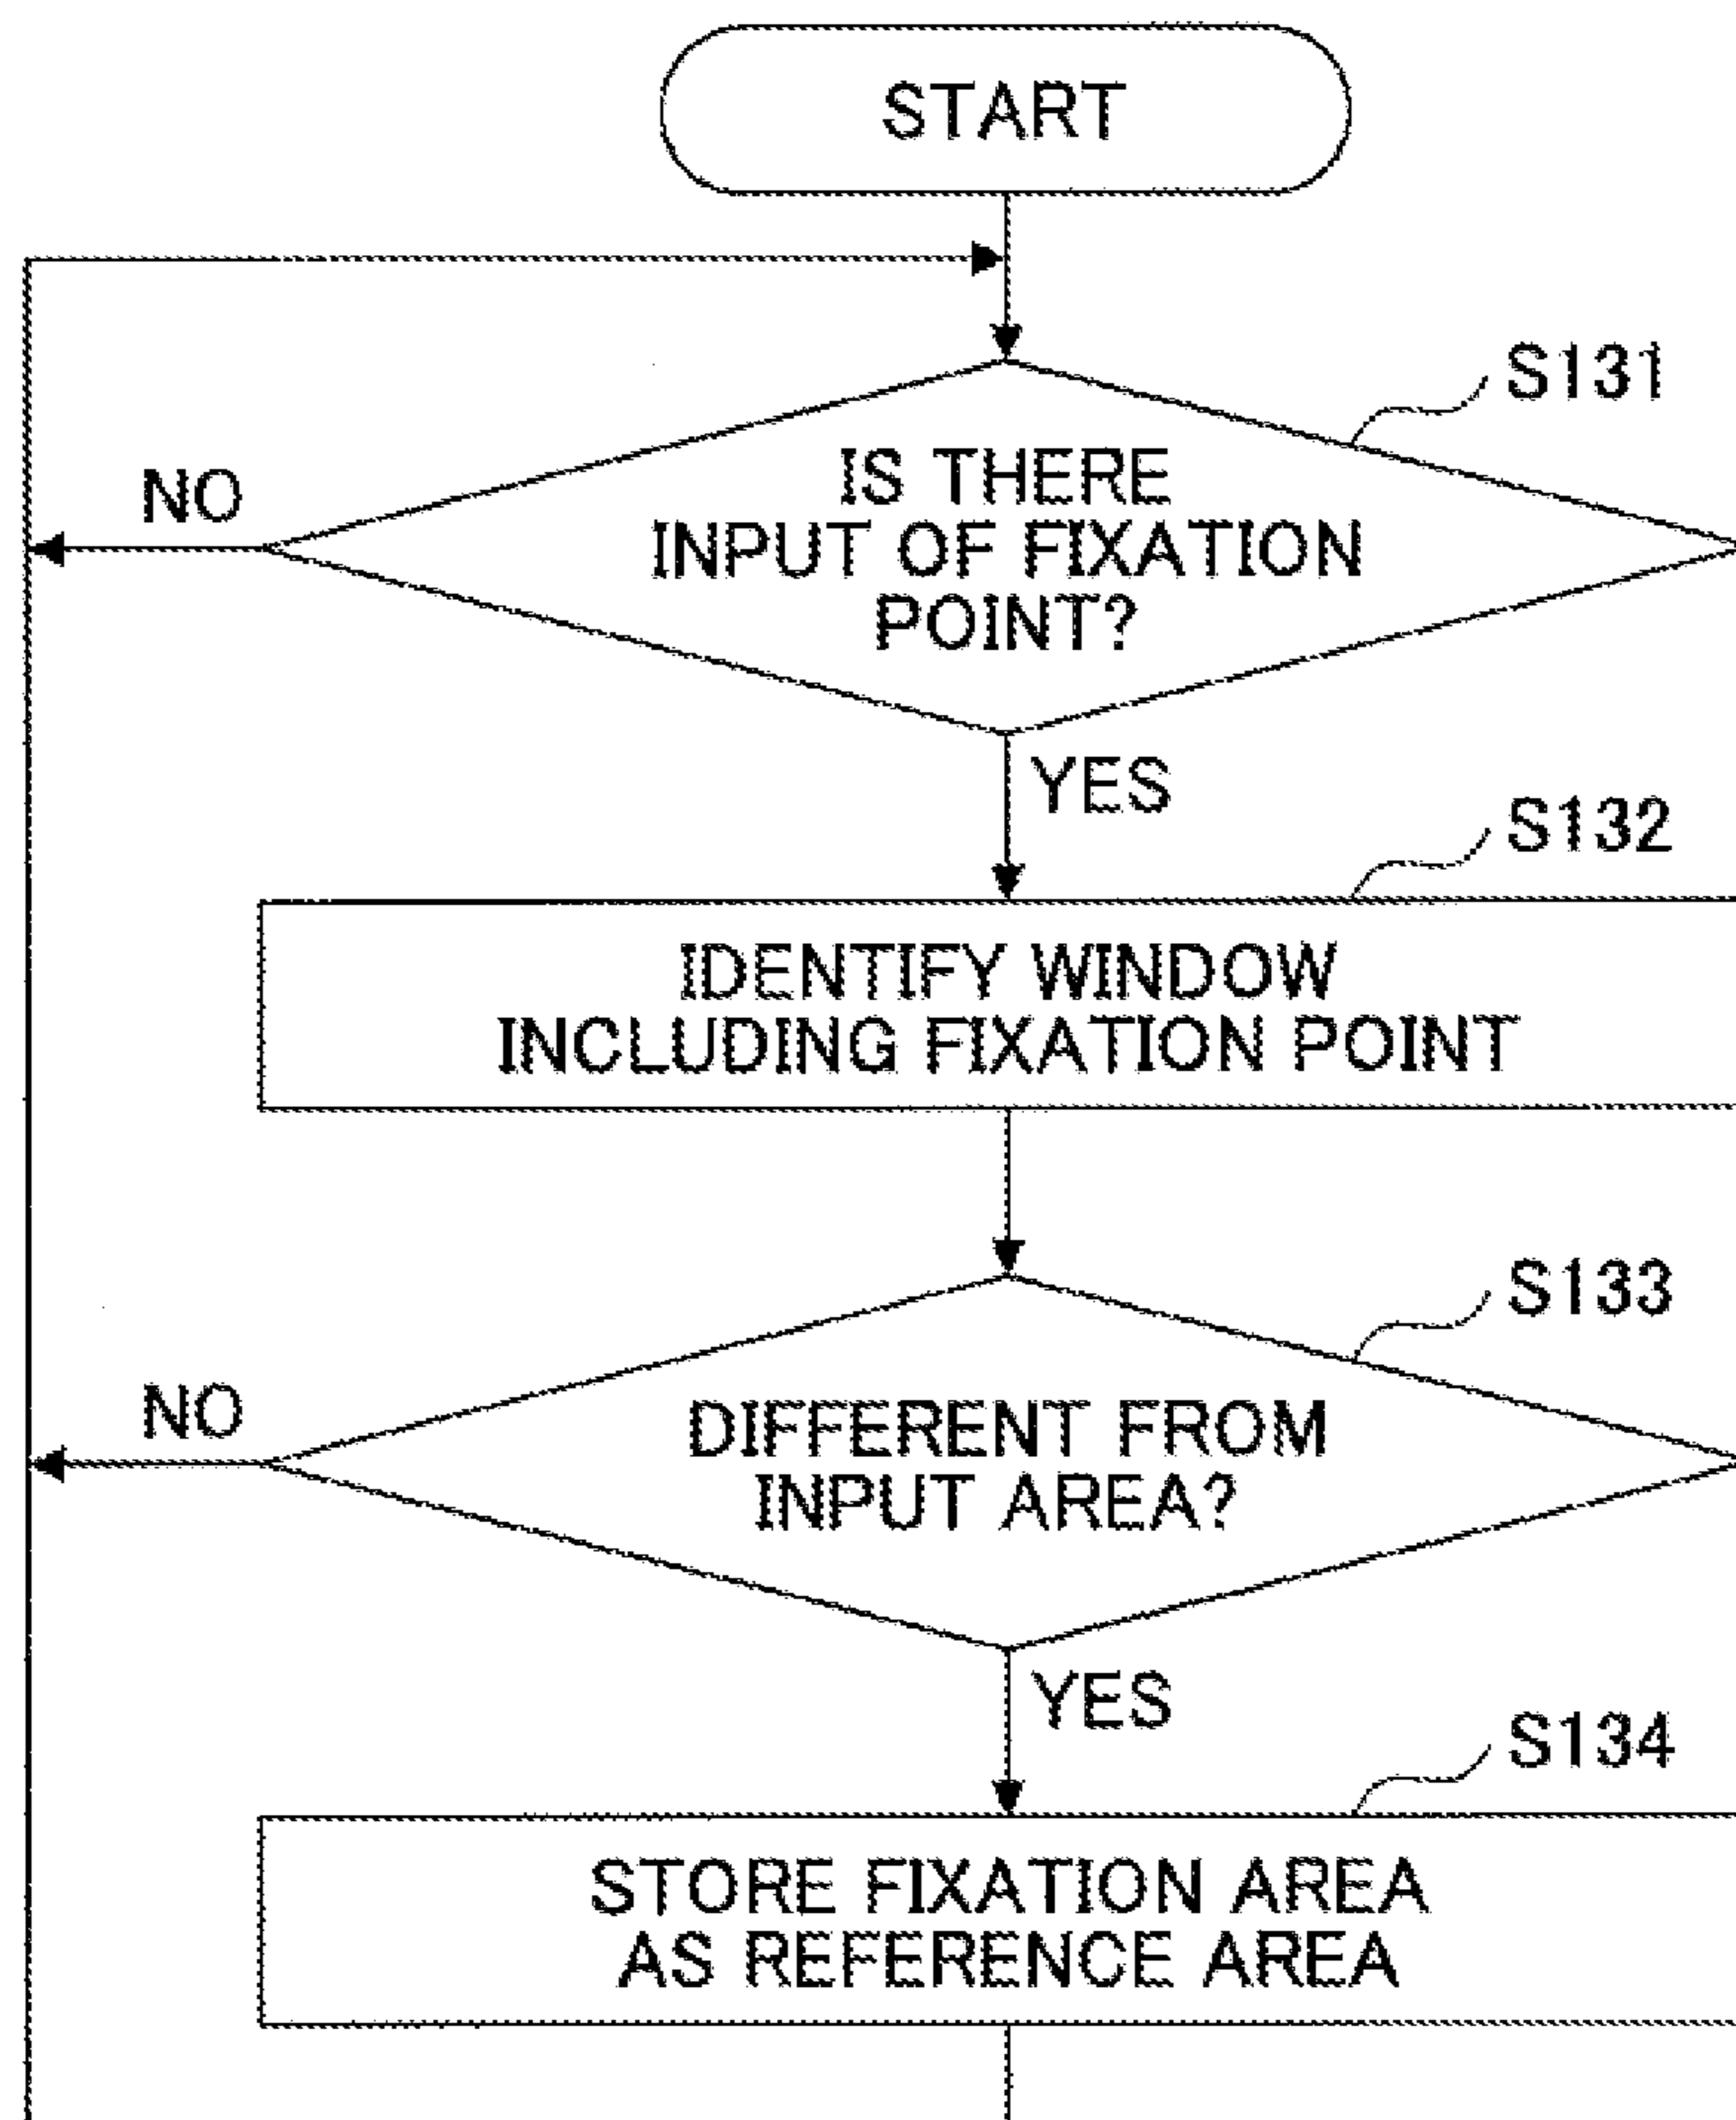 START
S131
IS THERE
INPUT OF FIXATION
POINT?
NO
YES
S132
IDENTIFY WINDOW
INCLUDING FIXATION POINT
S133
DIFFERENT FROM
INPUT AREA?
NO
YES
S134
STORE FIXATION AREA
AS REFERENCE AREA